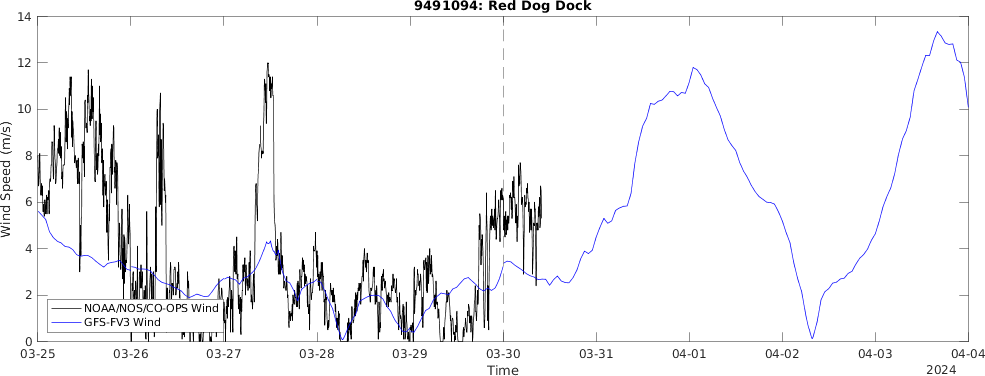 9491094: Red Dog Dock
14
12
10
8
6
4
2
0
Wind Speed (m/s)
NOAA/NOS/CO-OPS Wind
GFS-FV3 Wind
03-25 03-26 03-27 03-28 03-29 03-30 03-31 04-01 04-02 04-03 04-04
Time
2024